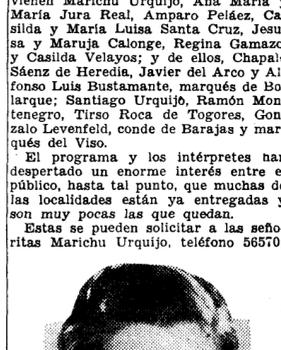 vienen Marichu Urquijo, Ana María y
María Jura Real, Amparo Peláez, Ca-
silda y María Luisa Santa Cruz, Jesu-
sa y Maruja Calonge, Regina Gamazo
y Casilda Velayos; y de ellos, Chapal
Sáenz de Heredia, Javier del Arco y Al-
fonso Luis Bustamante, marqués de Bo-
larque; Santiago Urquijo, Ramón Mon-
tenegro, Tirso Roca de Togores, Gon-
zalo Levenfeld, conde de Barajas y mar-
qués del Viso.
El programa y los intérpretes han
despertado un enorme interés entre e
público, hasta tal punto, que muchas d
las localidades están ya entregadas y
son muy pocas las que quedan.
Estas se pueden solicitar a las seño-
ritas Marichu Urquijo, teléfono 56570